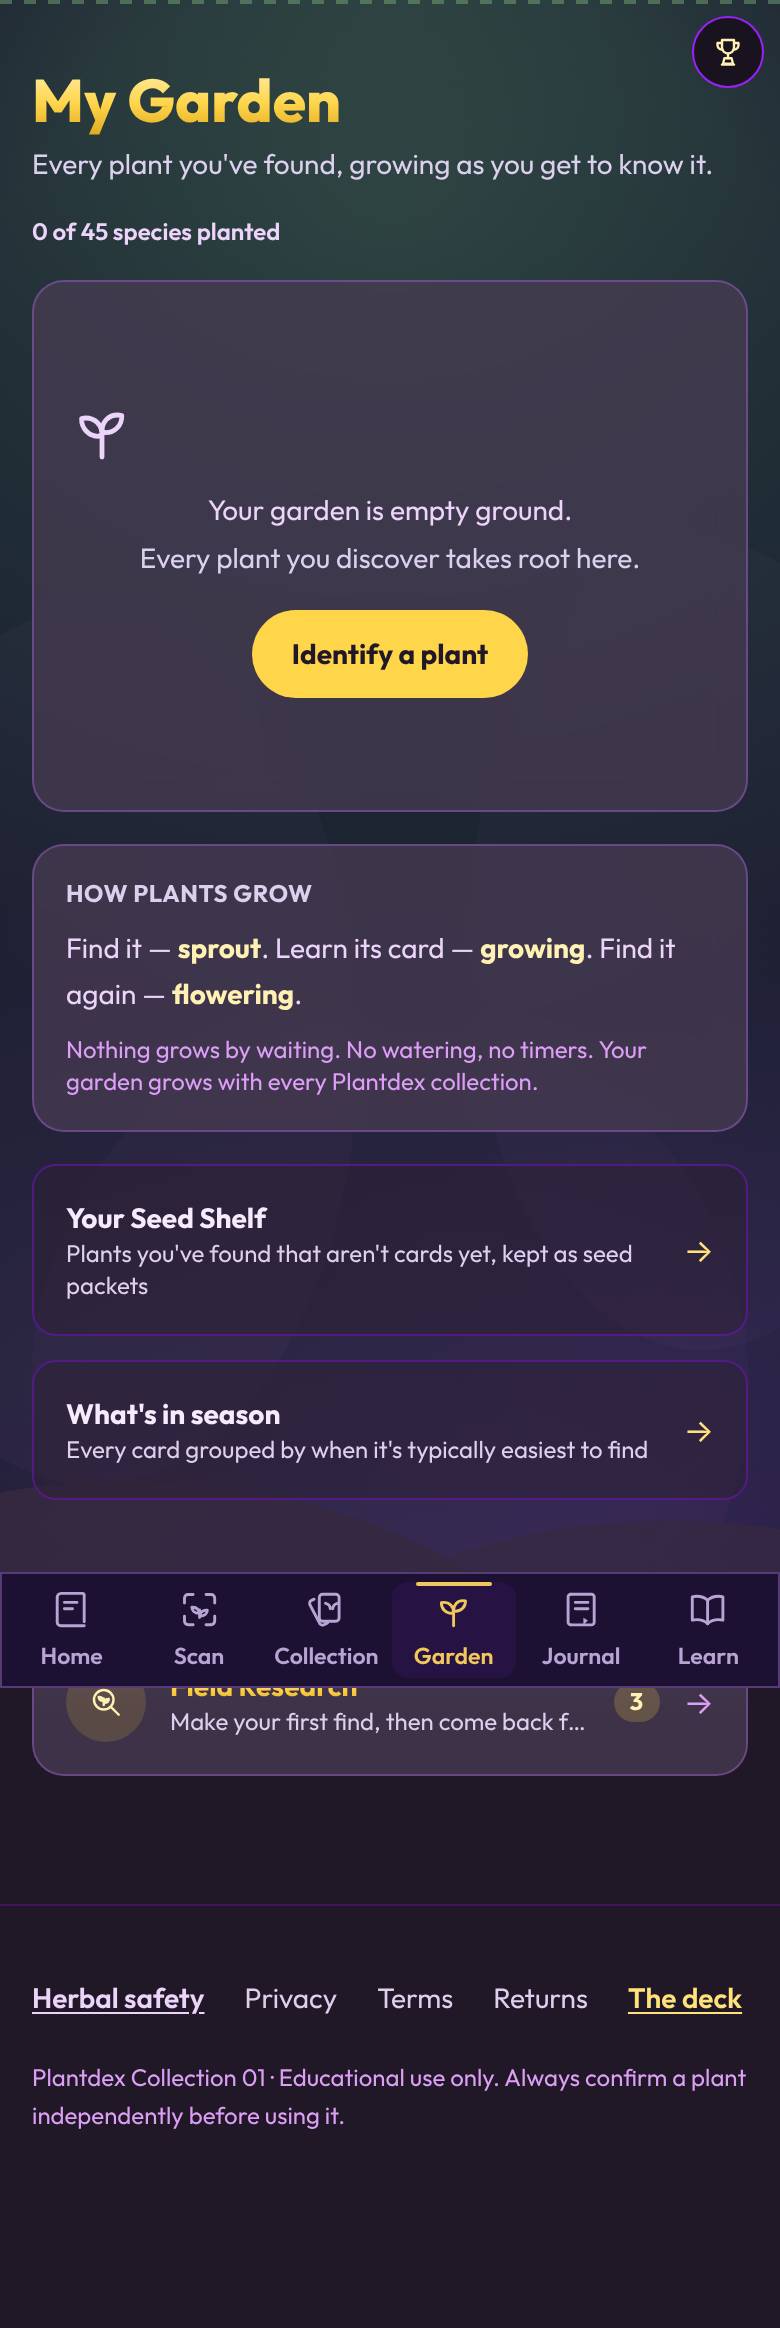 My Garden
Every plant you've found, growing as you get to know it.
0 of 45 species planted
Your garden is empty ground.
Every plant you discover takes root here.
Identify a plant
HOW PLANTS GROW
Find it — sprout. Learn its card — growing. Find it
again — flowering.
Nothing grows by waiting. No watering, no timers. Your
garden grows with every Plantdex collection.
Your Seed Shelf
Plants you've found that aren't cards yet, kept as seed
packets
What's in season
Every card grouped by when it's typically easiest to find
Home
Scan
Collection
Garden
Journal
Learn
Field Research
Make your first find, then come back f...
3
Herbal safety
Privacy
Terms
Returns
The deck
Plantdex Collection 01 · Educational use only. Always confirm a plant
independently before using it.